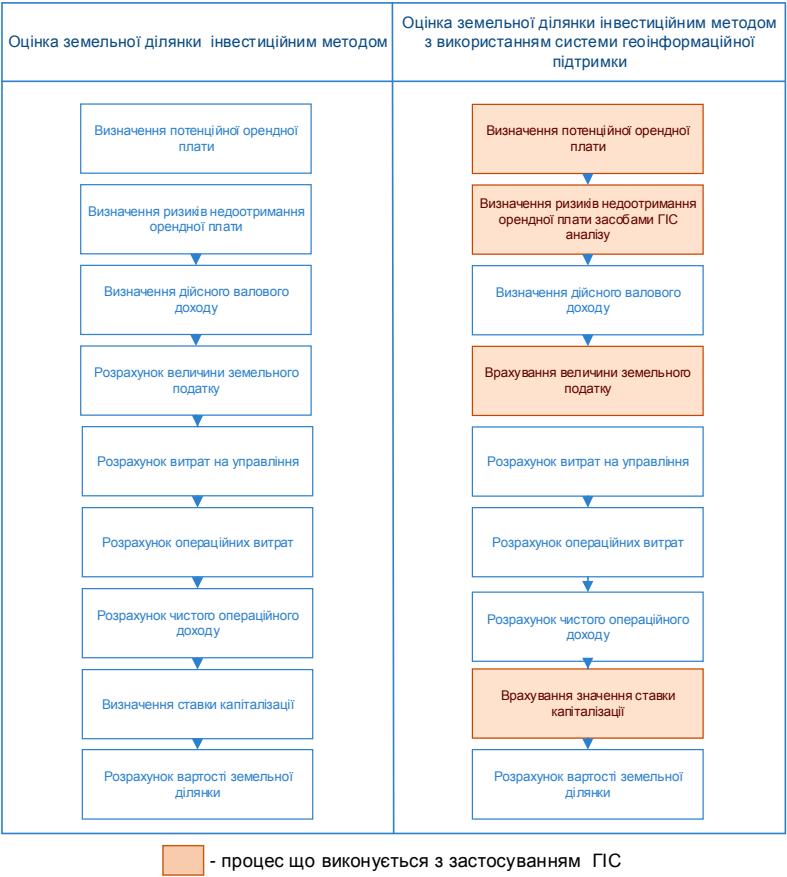 Оцінка земельної ділянки інвестиційним методом
Оцінка земельної ділянки інвестиційним методом
з використанням системи геоінформаційної
підтримки
Визначення потенційної орендної
плати
Визначення ризиків недоотримання
орендної плати
Визначення дійсного валового
доходу
Розрахунок величини земельного
податку
Розрахунок витрат на управління
Розрахунок операційних витрат
Розрахунок чистого операційного
доходу
Визначення ставки капіталізації
Розрахунок вартості земельної
ділянки
Визначення потенційної орендної
плати
Визначення ризиків недоотримання
орендної плати засобами ГІС
аналізу
Визначення дійсного валового
доходу
Врахування величини земельного
податку
Розрахунок витрат на управління
Розрахунок операційних витрат
Розрахунок чистого операційного
доходу
Врахування значення ставки
капіталізації
Розрахунок вартості земельної
ділянки
- процес що виконується з застосуванням ГІС